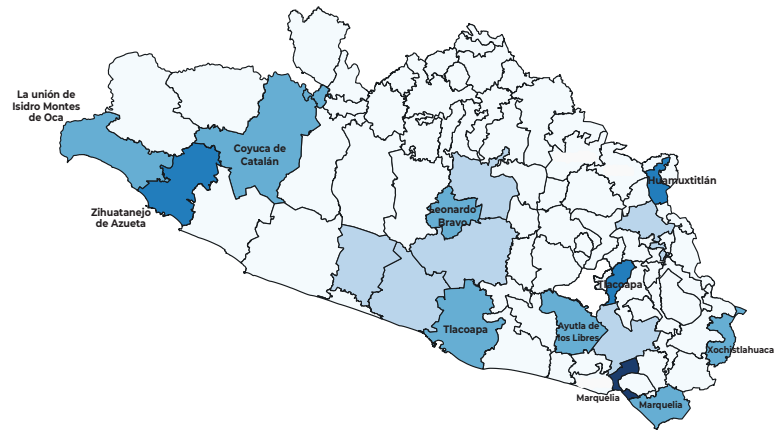 La unión de
Isidro Montes
de Oca
Coyuca de
Catalán
Zihuatanejo
de Azueta
Leonardo
Bravo
Huamuxtitlán
Tlacoapa
Tlacoapa
Ayutla de
los Libres
Xochistlahuaca
Marquelia
Marquelia